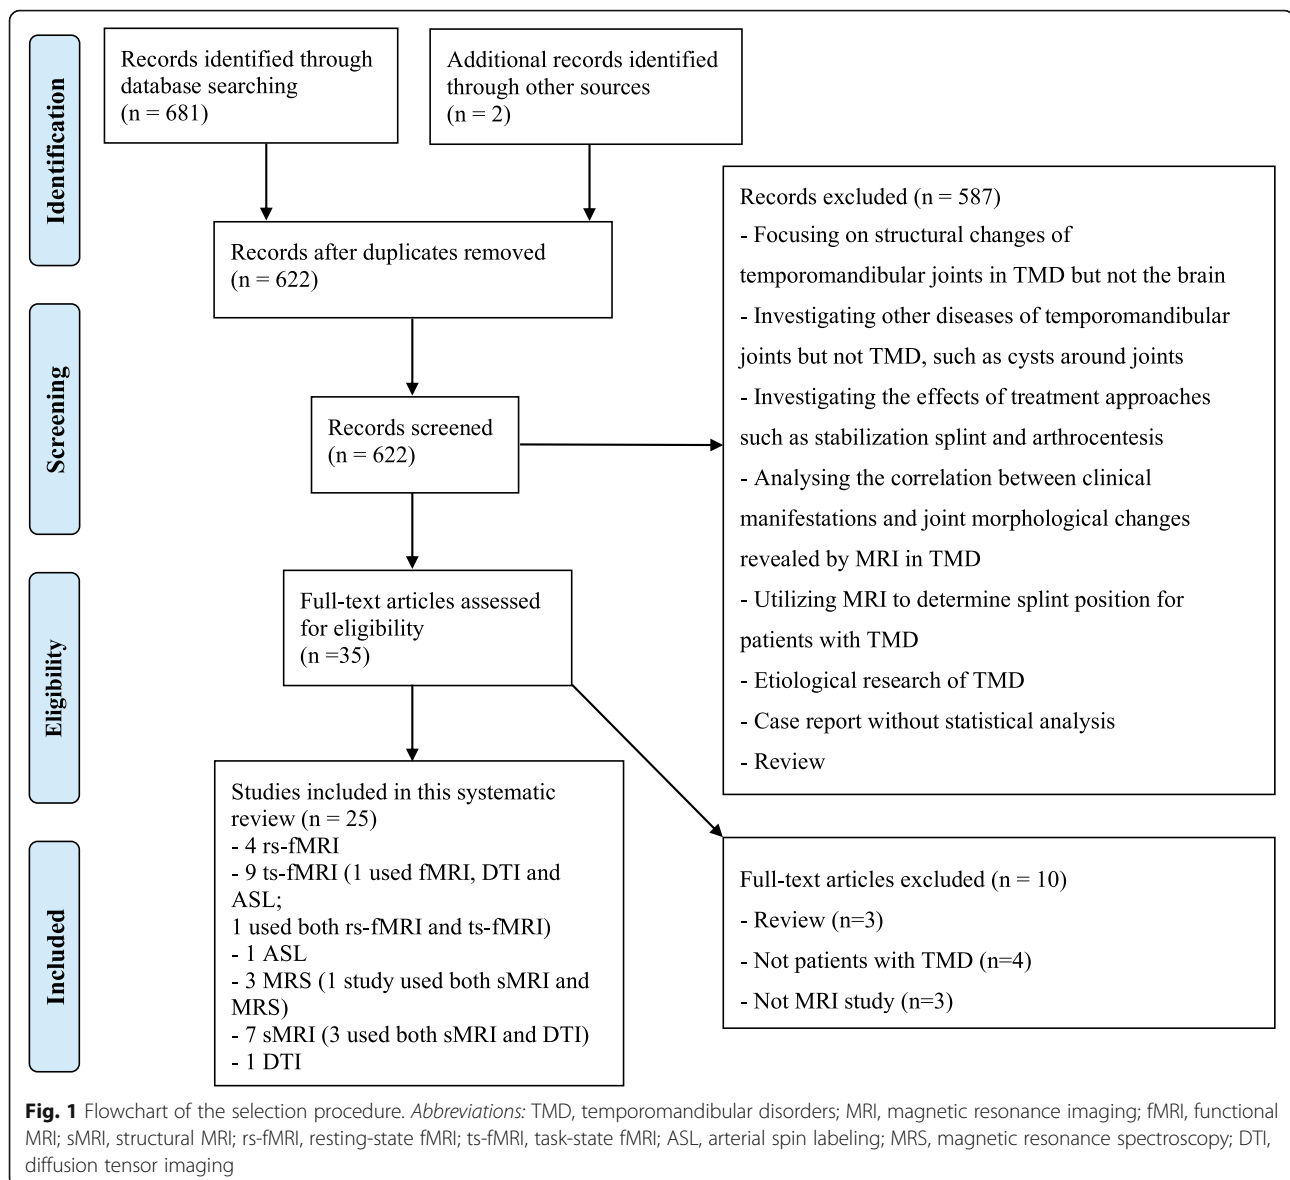 Identification
Records identified through
database searching
(n = 681)
Additional records identified
through other sources
(n = 2)
Records after duplicates removed
(n = 622)
Screening
Records screened
(n = 622)
Records excluded (n = 587)
- Focusing on structural changes of
temporomandibular joints in TMD but not the brain
- Investigating other diseases of temporomandibular
joints but not TMD, such as cysts around joints
- Investigating the effects of treatment approaches
such as stabilization splint and arthrocentesis
- Analysing the correlation between clinical
manifestations and joint morphological changes
revealed by MRI in TMD
- Utilizing MRI to determine splint position for
patients with TMD
- Etiological research of TMD
- Case report without statistical analysis
- Review
Eligibility
Full-text articles assessed
for eligibility
(n =35)
Full-text articles excluded (n = 10)
- Review (n=3)
- Not patients with TMD (n=4)
- Not MRI study (n=3)
Included
Studies included in this systematic
review (n = 25)
- 4 rs-fMRI
- 9 ts-fMRI (1 used fMRI, DTI and
ASL;
1 used both rs-fMRI and ts-fMRI)
- 1 ASL
- 3 MRS (1 study used both sMRI and
MRS)
- 7 sMRI (3 used both sMRI and DTI)
- 1 DTI
Fig. 1 Flowchart of the selection procedure. Abbreviations: TMD, temporomandibular disorders; MRI, magnetic resonance imaging; fMRI, functional
MRI; sMRI, structural MRI; rs-fMRI, resting-state fMRI; ts-fMRI, task-state fMRI; ASL, arterial spin labeling; MRS, magnetic resonance spectroscopy; DTI,
diffusion tensor imaging